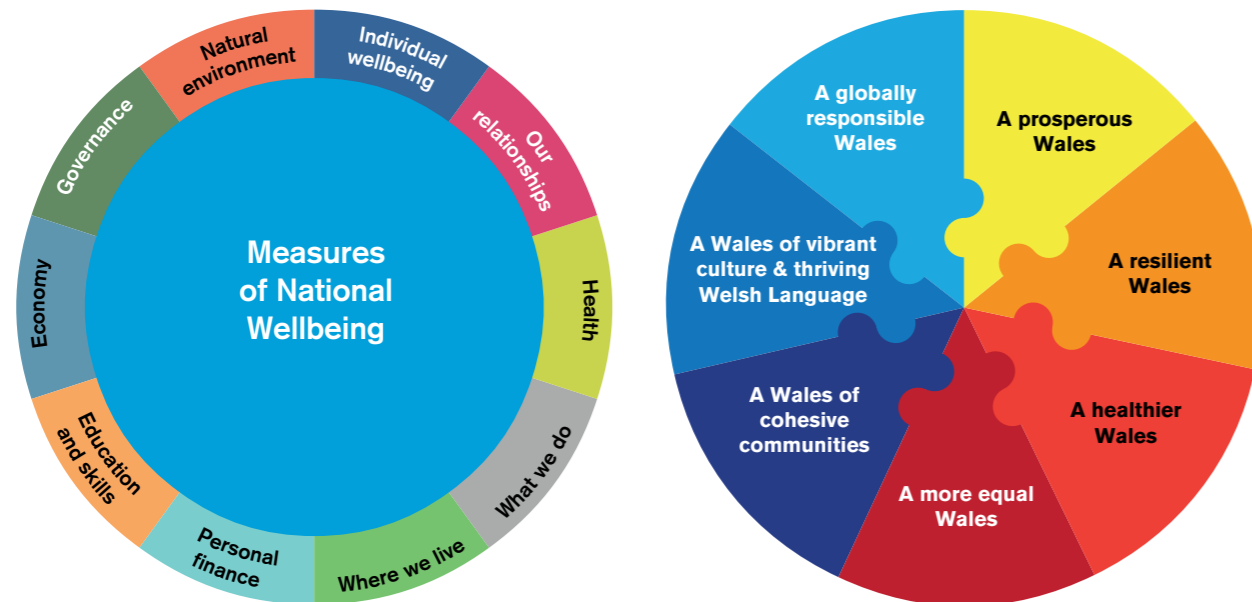 Measures
of National
Wellbeing
Individual
wellbeing
Our
relationships
Health
What we do
Where we live
Personal
finance
Education
and skills
Economy
Governance
Natural
environment
A prosperous
Wales
A resilient
Wales
A healthier
Wales
A more equal
Wales
A Wales of
cohesive
communities
A Wales of vibrant
culture & thriving
Welsh Language
A globally
responsible
Wales